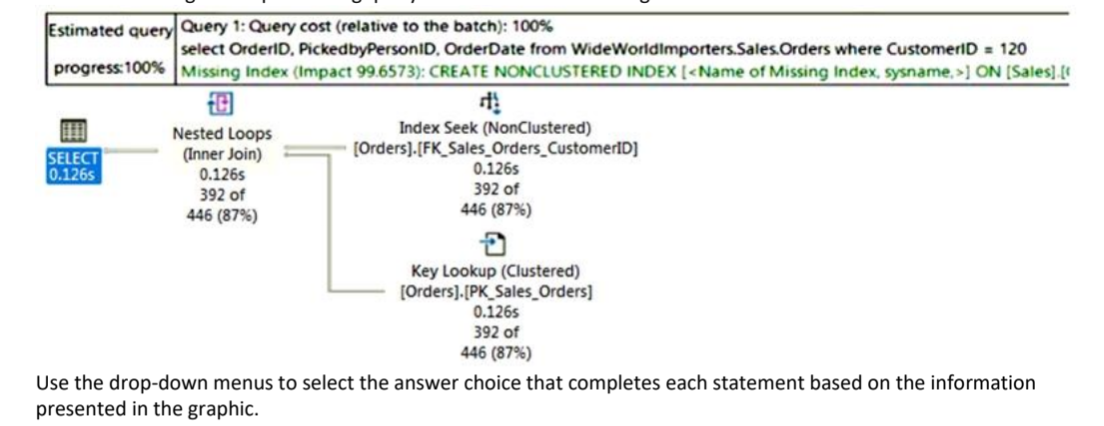 Estimated query progress:100%
Query 1: Query cost (relative to the batch): 100%
select OrderID, PickedbyPersonID, OrderDate from WideWorldImporters.Sales.Orders where CustomerID = 120
Missing Index (Impact 99.6573): CREATE NONCLUSTERED INDEX [<Name of Missing Index, sysname,>] ON [Sales].[
SELECT
0.126s
Nested Loops
(Inner Join)
0.126s
392 of
446 (87%)
Index Seek (NonClustered)
[Orders].[FK_Sales_Orders_CustomerID]
0.126s
392 of
446 (87%)
Key Lookup (Clustered)
[Orders].[PK_Sales_Orders]
0.126s
392 of
446 (87%)
Use the drop-down menus to select the answer choice that completes each statement based on the information
presented in the graphic.